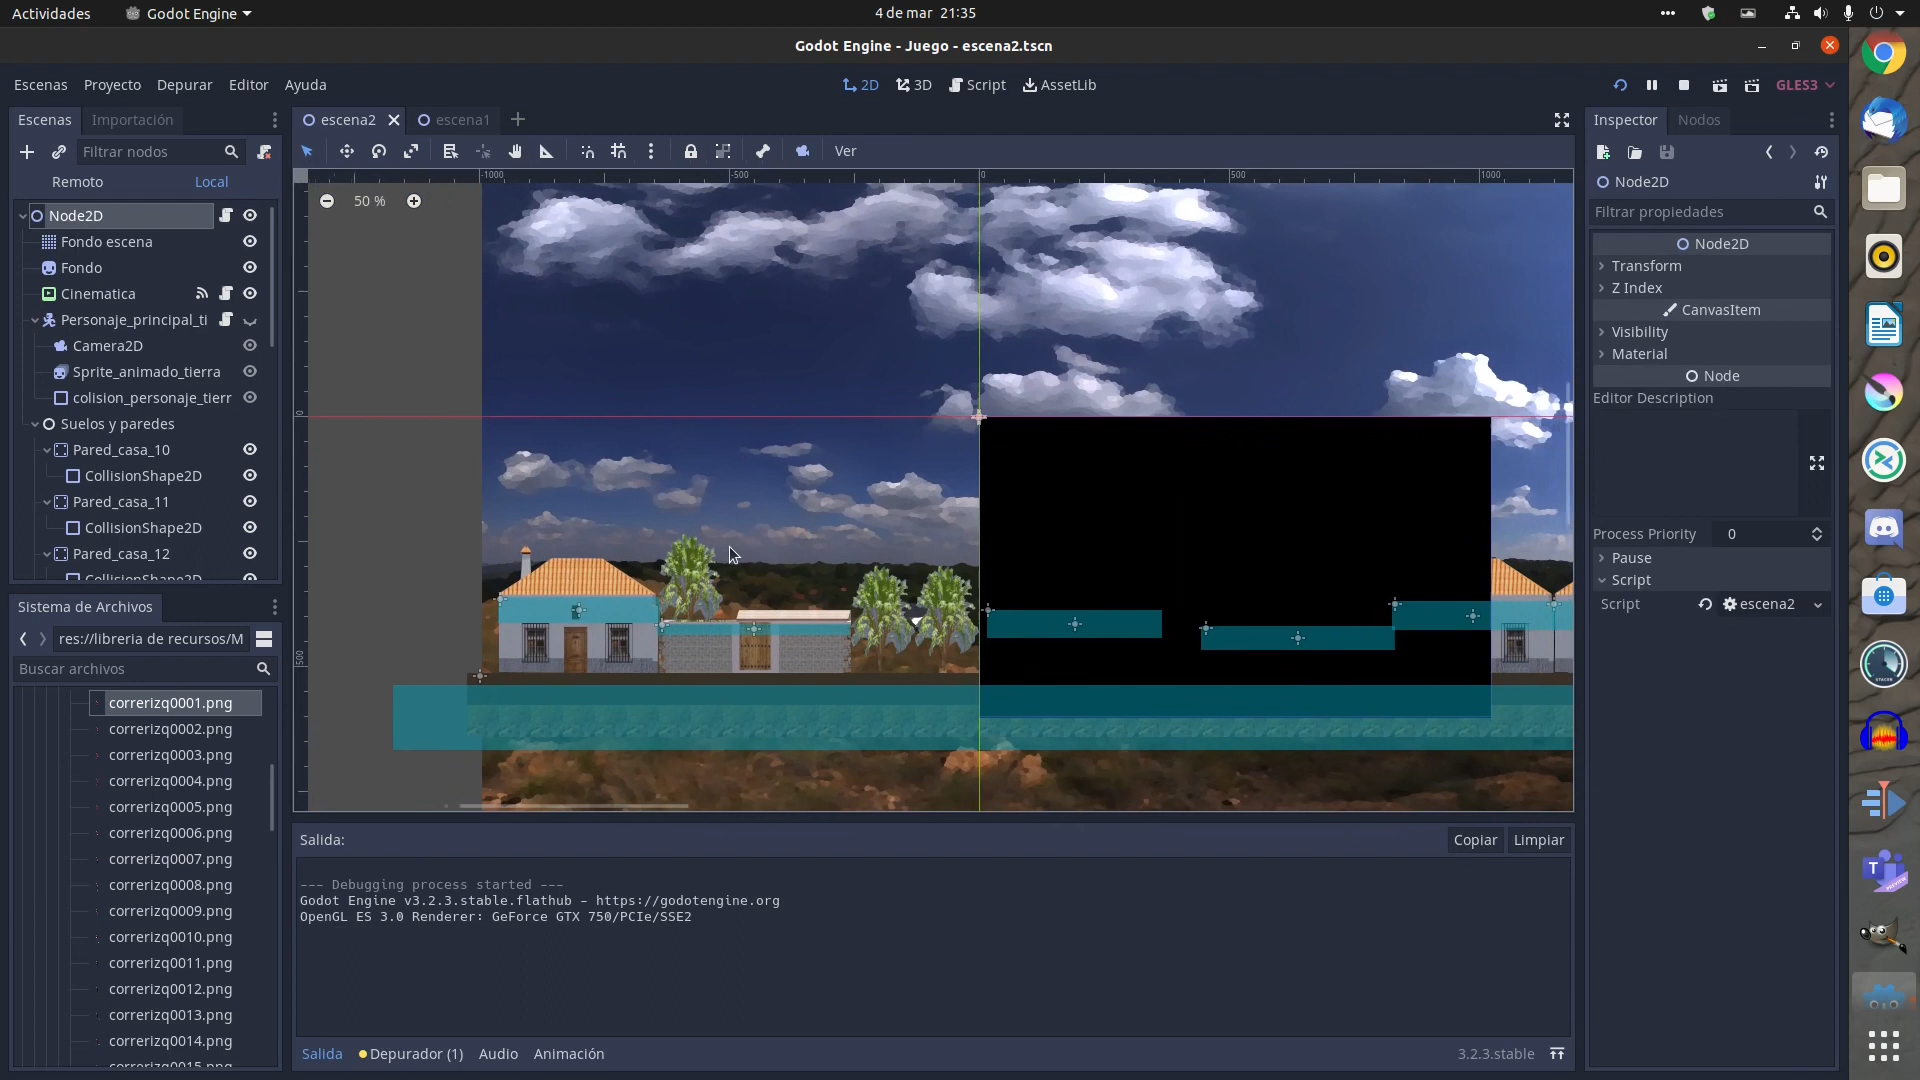 Actividades
Godot Engine
4 de mar 21:35
Godot Engine - Juego - escena2.tscn
Escenas
Proyecto
Depurar
Editor
Ayuda
2D
3D
Script
AssetLib
GLES3
Escenas
Importación
Filtrar nodos
Remoto
Local
Node2D
Fondo escena
Fondo
Cinematica
Personaje_principal_ti
Camera2D
Sprite_animado_tierra
colision_personaje_tierr
Suelos y paredes
Pared_casa_10
CollisionShape2D
Pared_casa_11
CollisionShape2D
Pared_casa_12
CollisionShape2D
Sistema de Archivos
res://libreria de recursos/M
Buscar archivos
correrizq0001.png
correrizq0002.png
correrizq0003.png
correrizq0004.png
correrizq0005.png
correrizq0006.png
correrizq0007.png
correrizq0008.png
correrizq0009.png
correrizq0010.png
correrizq0011.png
correrizq0012.png
correrizq0013.png
correrizq0014.png
correrizq0015.png
escena2
escena1
Ver
-1000
-500
0
500
1000
0
500
50 %
Salida:
Copiar
Limpiar
--- Debugging process started ---
Godot Engine v3.2.3.stable.flathub - https://godotengine.org
OpenGL ES 3.0 Renderer: GeForce GTX 750/PCIe/SSE2
Salida
Depurador (1)
Audio
Animación
3.2.3.stable
Inspector
Nodos
Node2D
Filtrar propiedades
Node2D
Transform
Z Index
CanvasItem
Visibility
Material
Node
Editor Description
Process Priority
0
Pause
Script
Script
escena2
STACER
T